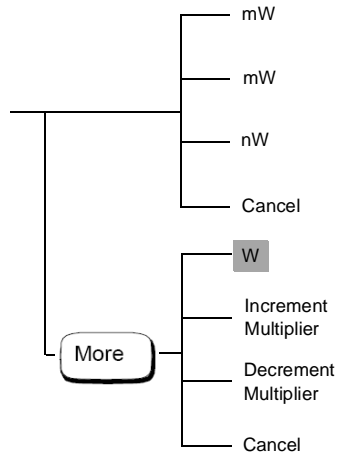 mW
mW
nW
Cancel
W
Increment
Multiplier
More
Decrement
Multiplier
Cancel